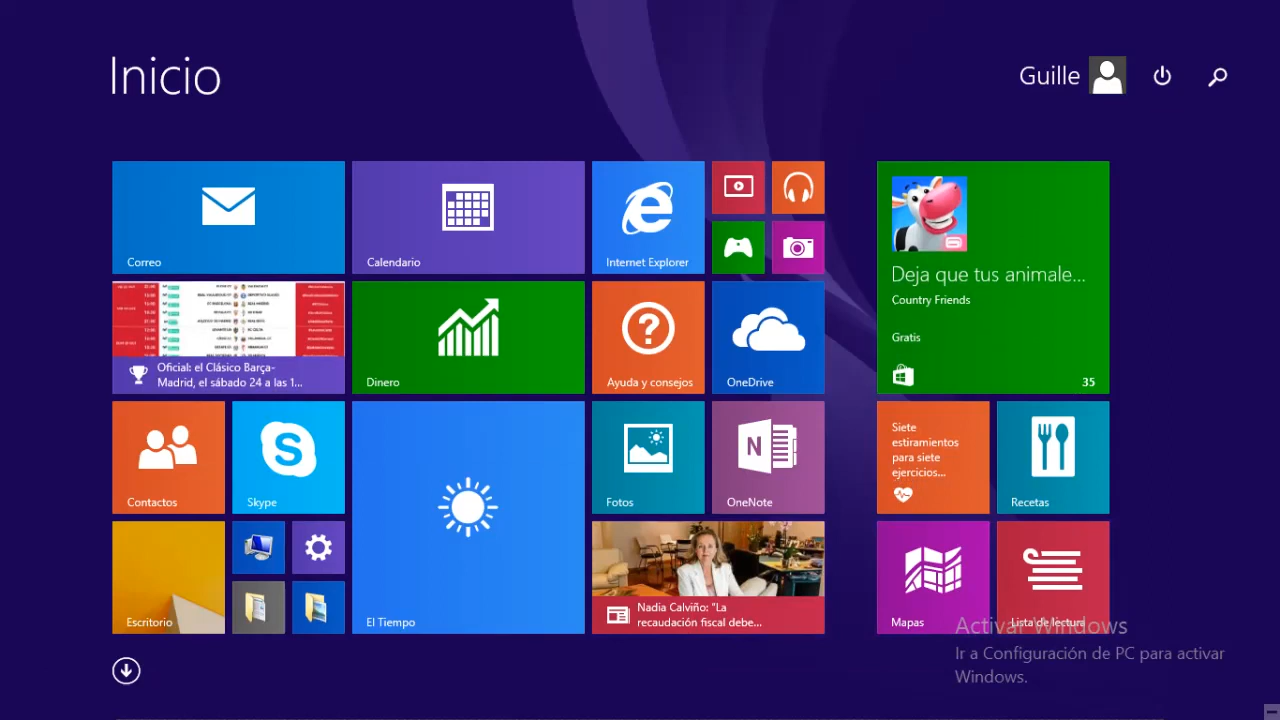 Inicio
Guille
Correo
Calendario
Internet Explorer
Deja que tus animale...
Country Friends
Gratis
35
Oficial: el Clásico Barça-
Madrid, el sábado 24 a las 1...
Dinero
Ayuda y consejos
OneDrive
Contactos
S
Skype
El Tiempo
Fotos
N
OneNote
Siete
estiramientos
para siete
ejercicios...
Recetas
Escritorio
Nadia Calviño: "La
recaudación fiscal debe...
Mapas
Lista de lectura
Activar Windows
Ir a Configuración de PC para activar
Windows.